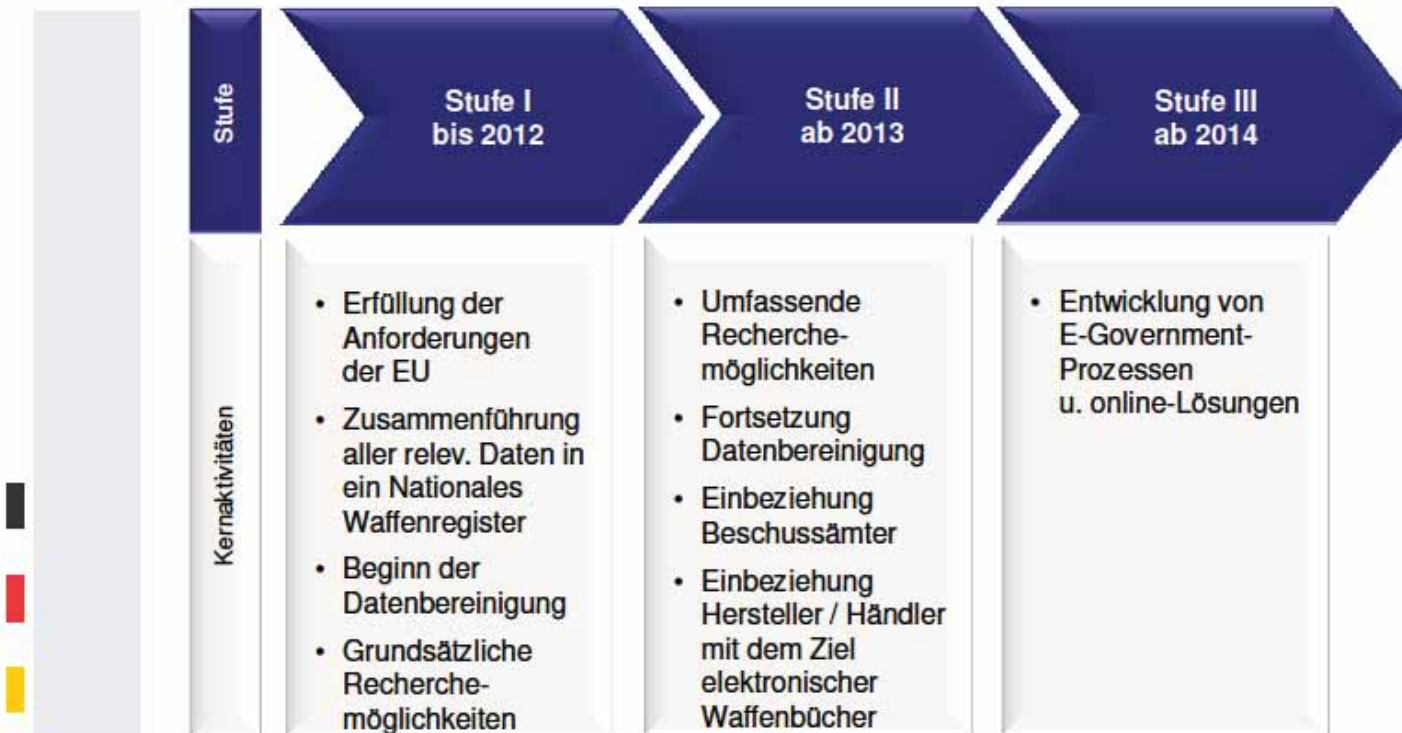 Stufe
Stufe I
bis 2012
Stufe II
ab 2013
Stufe III
ab 2014
Kernaktivitäten
• Erfüllung der
Anforderungen
der EU
• Zusammenführung
aller relev. Daten in
ein Nationales
Waffenregister
• Beginn der
Datenbereinigung
• Grundsätzliche
Recherche-
möglichkeiten
• Umfassende
Recherche-
möglichkeiten
• Fortsetzung
Datenbereinigung
• Einbeziehung
Beschussämter
• Einbeziehung
Hersteller / Händler
mit dem Ziel
elektronischer
Waffenbücher
• Entwicklung von
E-Government-
Prozessen
u. online-Lösungen